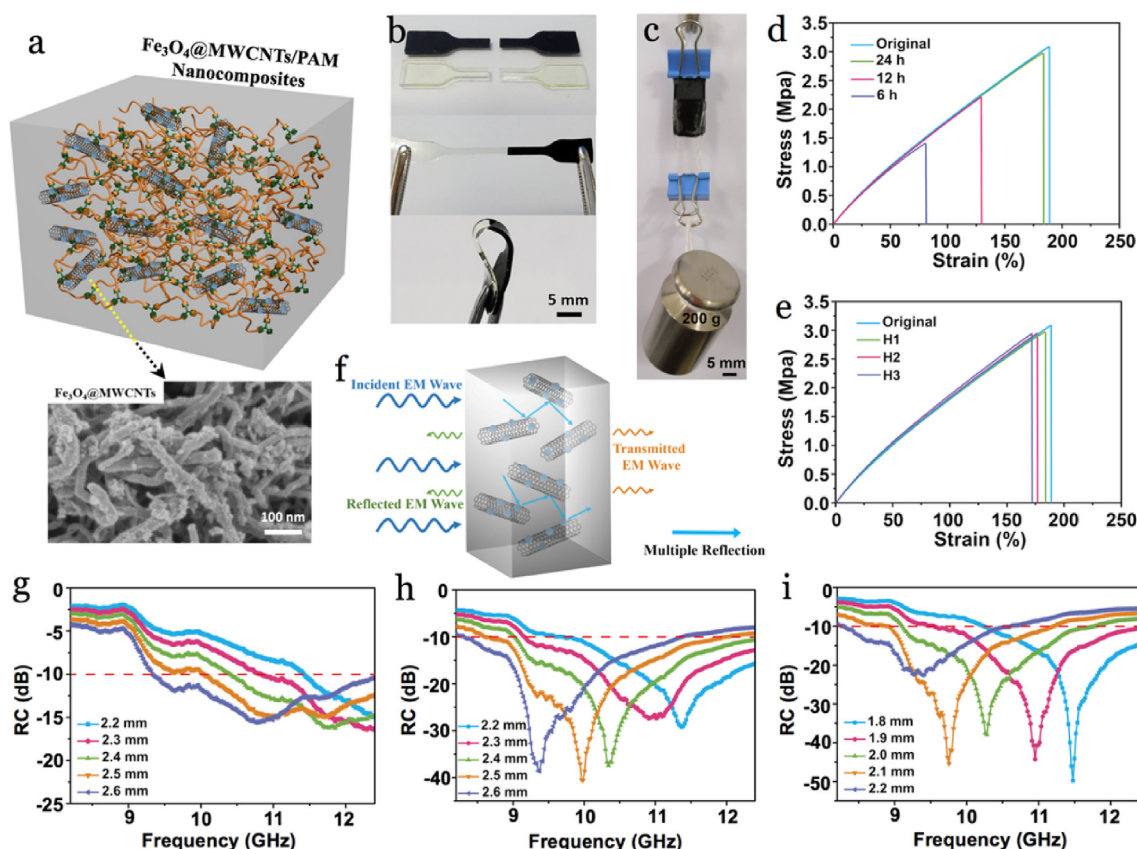 a
Fe₃O₄@MWCNTs/PAM
Nanocomposites
Fe₃O₄@MWCNTs
100 nm
b
5 mm
c
200 g
5 mm
d
Stress (Mpa)
3.5
3.0
2.5
2.0
1.5
1.0
0.5
0.0
Original
24 h
12 h
6 h
0 50 100 150 200 250
Strain (%)
e
Stress (Mpa)
3.5
3.0
2.5
2.0
1.5
1.0
0.5
0.0
Original
H1
H2
H3
0 50 100 150 200 250
Strain (%)
f
Incident EM Wave
Transmitted
EM Wave
Reflected EM Wave
Multiple Reflection
g
RC (dB)
0
-5
-10
-15
-20
-25
2.2 mm
2.3 mm
2.4 mm
2.5 mm
2.6 mm
9 10 11 12
Frequency (GHz)
h
RC (dB)
0
-10
-20
-30
-40
2.2 mm
2.3 mm
2.4 mm
2.5 mm
2.6 mm
9 10 11 12
Frequency (GHz)
i
RC (dB)
0
-10
-20
-30
-40
-50
1.8 mm
1.9 mm
2.0 mm
2.1 mm
2.2 mm
9 10 11 12
Frequency (GHz)